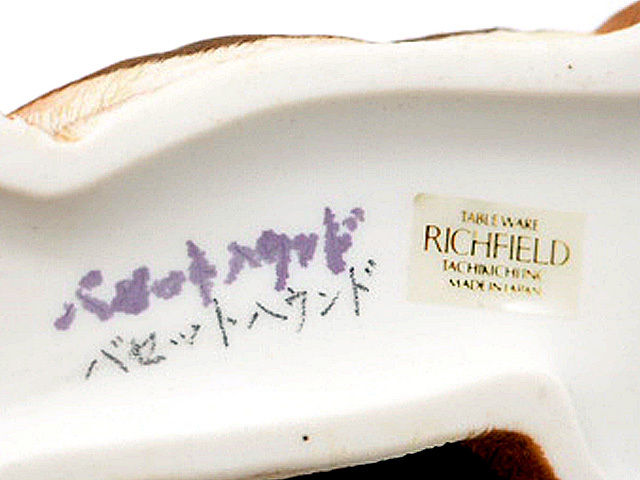 バセットハウンド
バセットハウンド
TABLE WARE
RICHFIELD
TACHIKICHI INC
MADE IN JAPAN